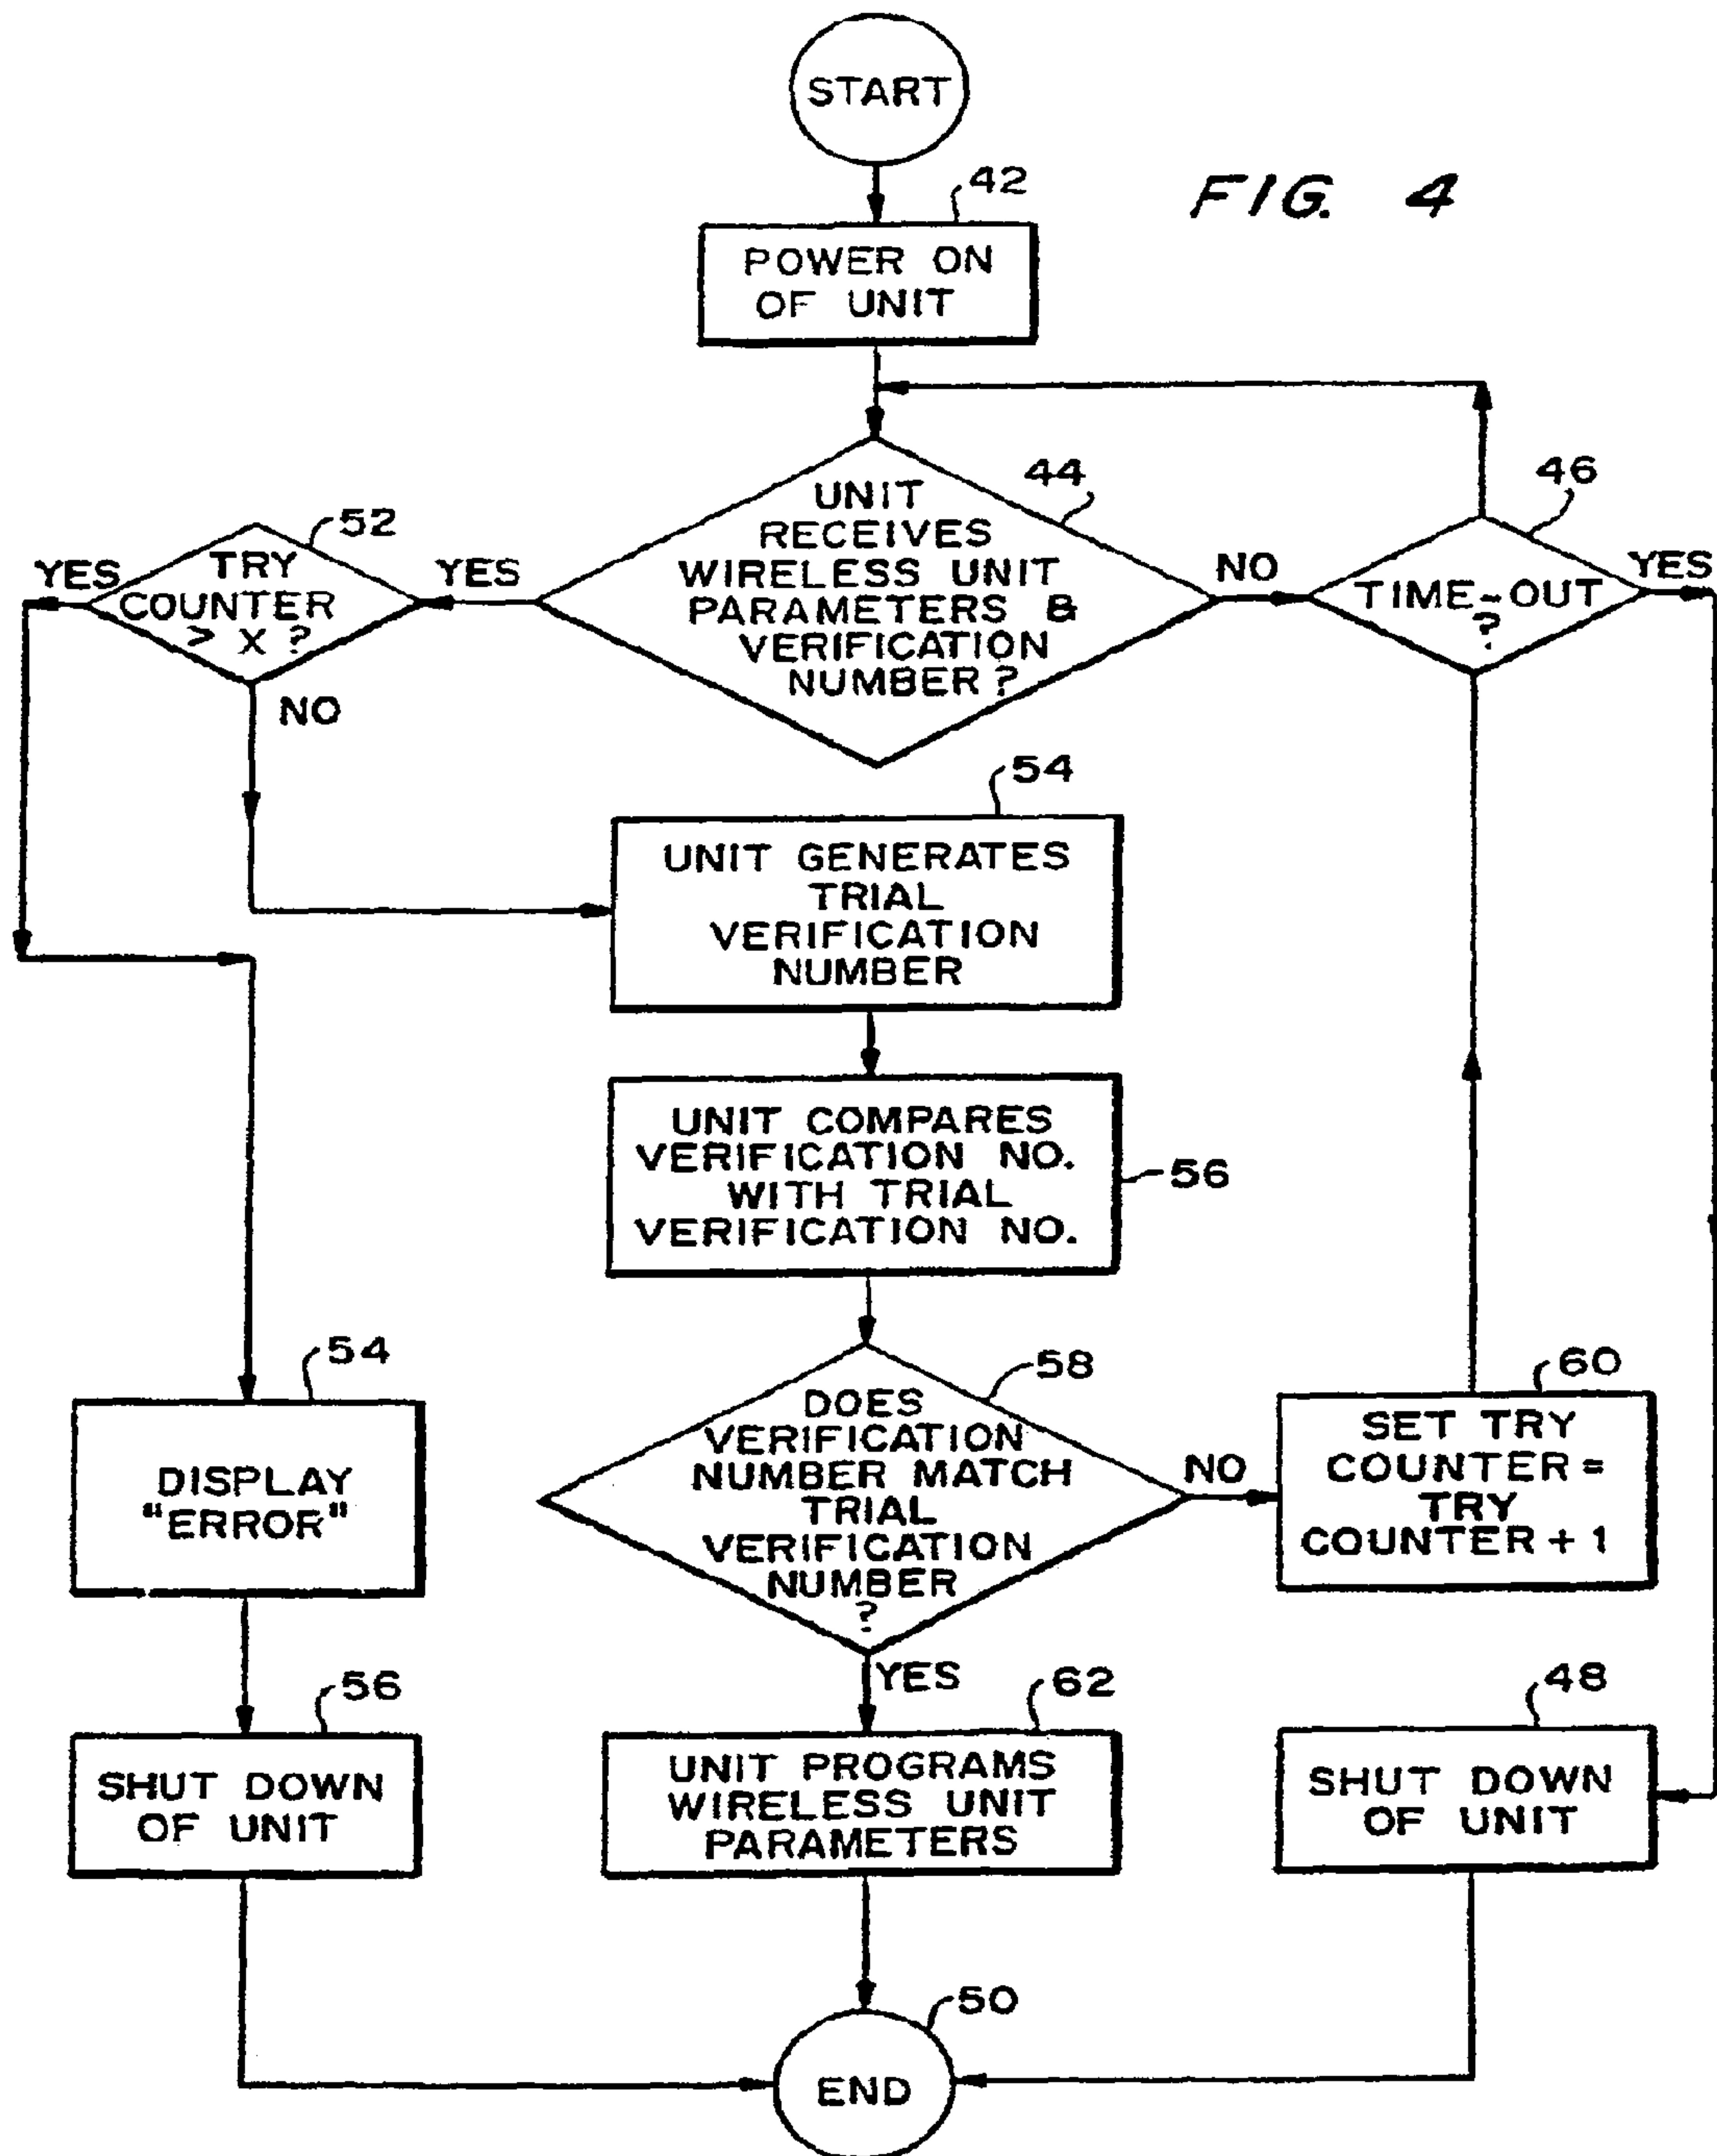 START
FIG. 4
42
POWER ON
OF UNIT
44
UNIT
RECEIVES
WIRELESS UNIT
PARAMETERS &
VERIFICATION
NUMBER?
46
TIME-OUT
?
YES
NO
YES
52
TRY
COUNTER
> X ?
YES
NO
54
UNIT GENERATES
TRIAL
VERIFICATION
NUMBER
UNIT COMPARES
VERIFICATION NO.
WITH TRIAL
VERIFICATION NO.
56
54
DISPLAY
"ERROR"
58
DOES
VERIFICATION
NUMBER MATCH
TRIAL
VERIFICATION
NUMBER
?
NO
60
SET TRY
COUNTER =
TRY
COUNTER + 1
YES
56
SHUT DOWN
OF UNIT
62
UNIT PROGRAMS
WIRELESS UNIT
PARAMETERS
48
SHUT DOWN
OF UNIT
50
END